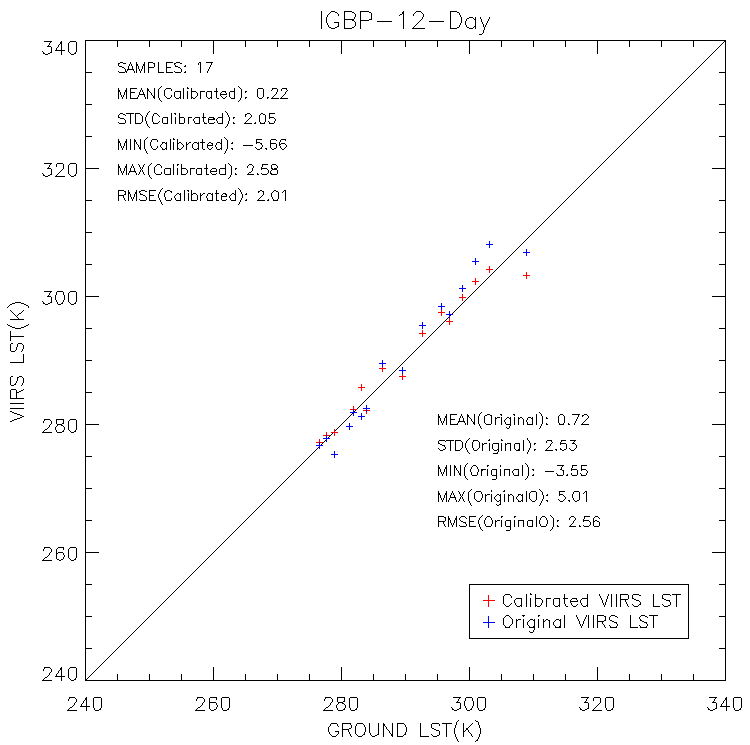 IGBP-12-Day
340
SAMPLES: 17
MEAN(Calibrated): 0.22
STD(Calibrated): 2.05
MIN(Calibrated): -5.66
MAX(Calibrated): 2.58
RMSE(Calibrated): 2.01
320
300
VIIRS LST(K)
280
MEAN(Original): 0.72
STD(Original): 2.53
MIN(Original): -3.55
MAX(OriginalO): 5.01
RMSE(OriginalO): 2.56
260
Calibrated VIIRS LST
Original VIIRS LST
240
240 260 280 300 320 340
GROUND LST(K)